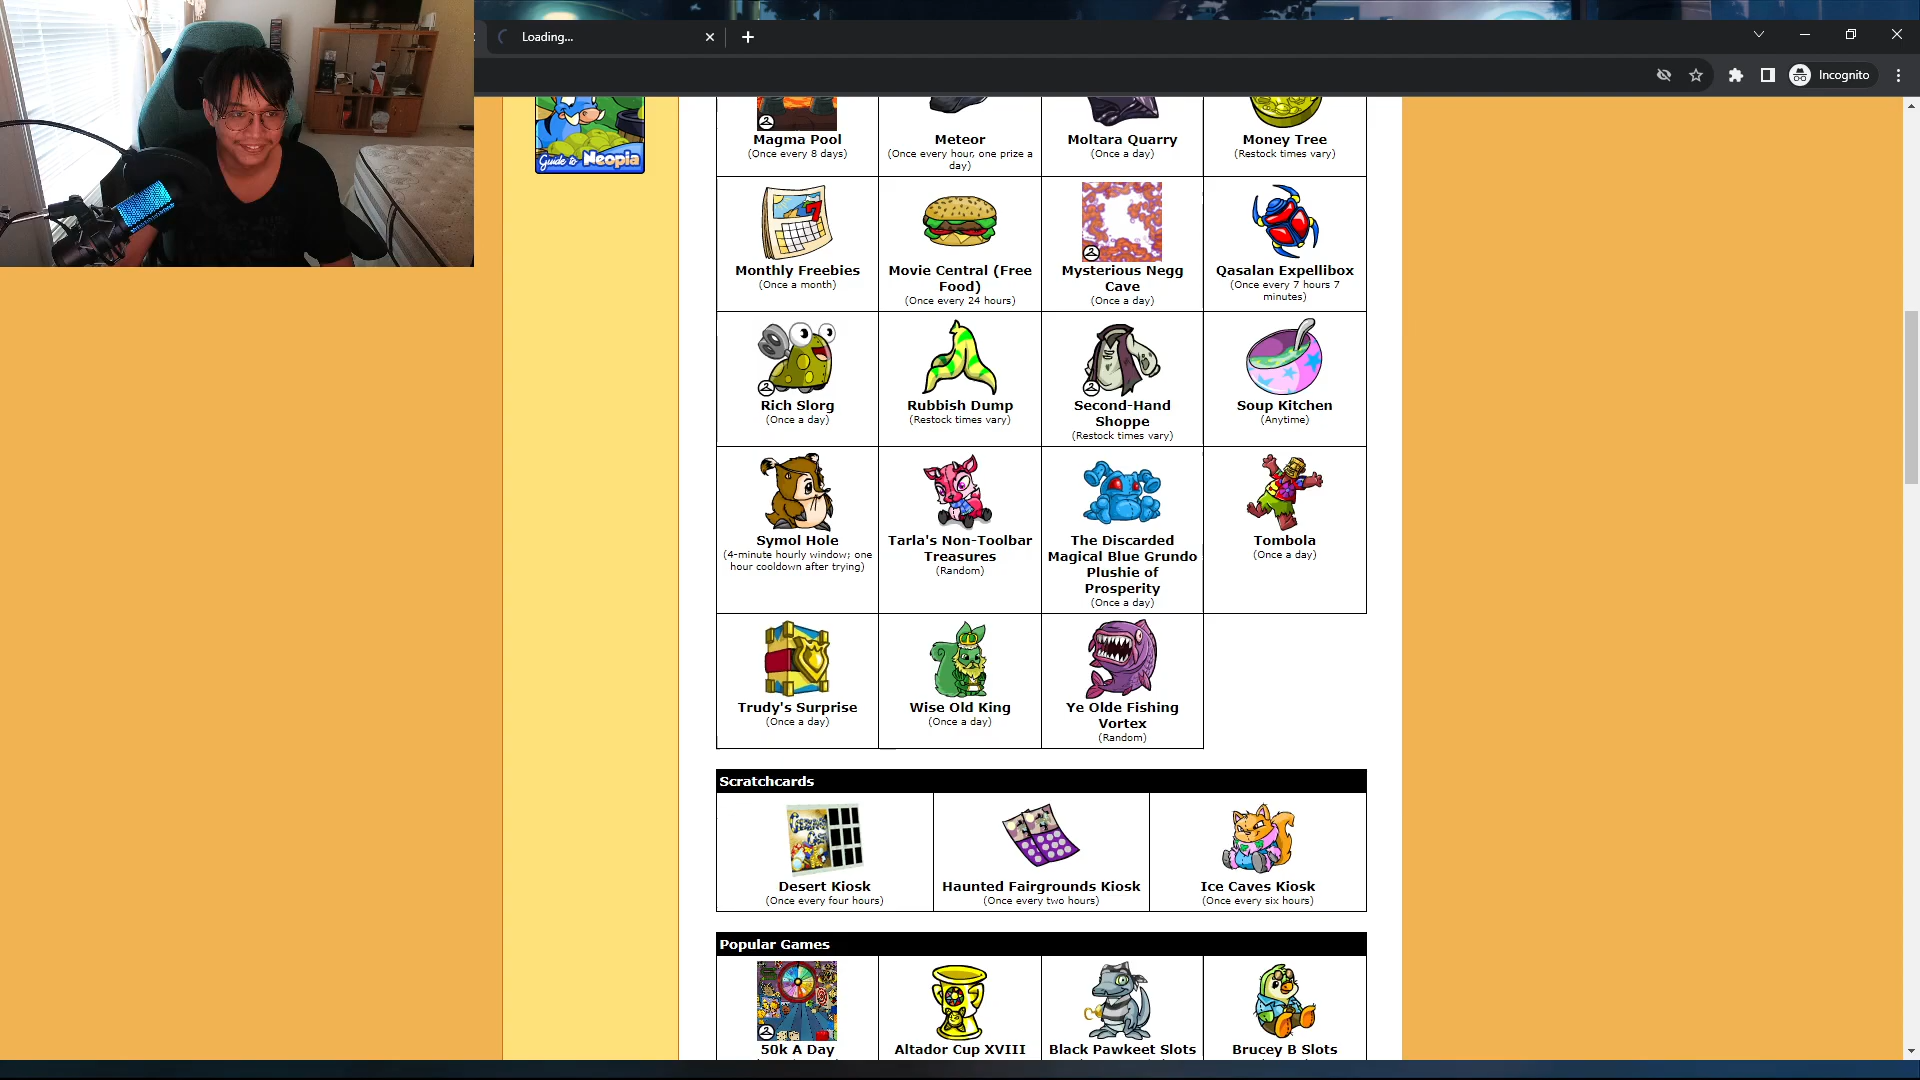 Loading...
Incognito
Guide to Neopia
Magma Pool
(Once every 8 days)
Meteor
(Once every hour, one prize a
day)
Moltara Quarry
(Once a day)
Money Tree
(Restock times vary)
Monthly Freebies
(Once a month)
Movie Central (Free
Food)
(Once every 24 hours)
Mysterious Negg
Cave
(Once a day)
Qasalan Expellibox
(Once every 7 hours 7
minutes)
Rich Slorg
(Once a day)
Rubbish Dump
(Restock times vary)
Second-Hand
Shoppe
(Restock times vary)
Soup Kitchen
(Anytime)
Symol Hole
(4-minute hourly window; one
hour cooldown after trying)
Tarla's Non-Toolbar
Treasures
(Random)
The Discarded
Magical Blue Grundo
Plushie of
Prosperity
(Once a day)
Tombola
(Once a day)
Trudy's Surprise
(Once a day)
Wise Old King
(Once a day)
Ye Olde Fishing
Vortex
(Random)
Scratchcards
Desert Kiosk
(Once every four hours)
Haunted Fairgrounds Kiosk
(Once every two hours)
Ice Caves Kiosk
(Once every six hours)
Popular Games
50k A Day
Altador Cup XVIII
Black Pawkeet Slots
Brucey B Slots